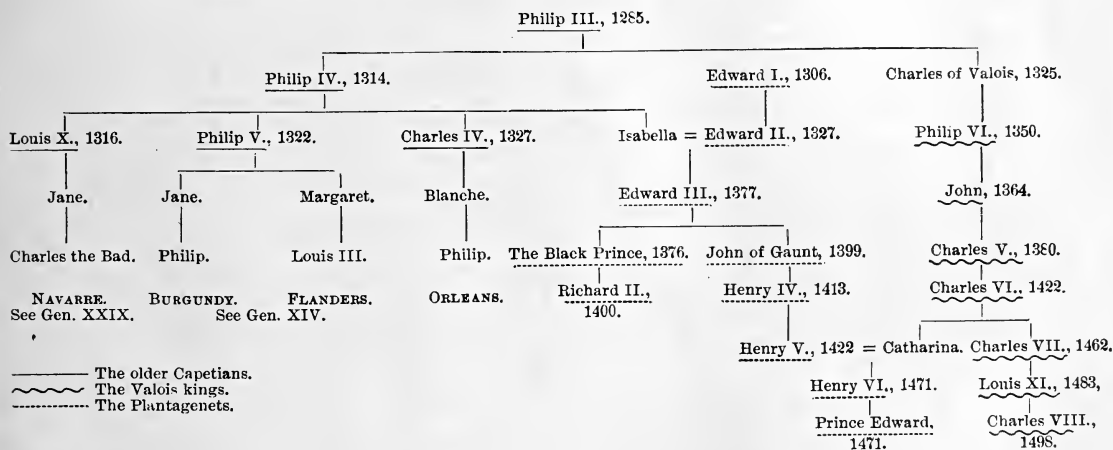 Philip III., 1285.
Philip IV., 1314. Edward I., 1306. Charles of Valois, 1325.
Louis X., 1316. Philip V., 1322. Charles IV., 1327. Isabella = Edward II., 1327. Philip VI., 1350.
Jane. Jane. Margaret. Blanche. Edward III., 1377. John, 1364.
Charles the Bad. Philip. Louis III. Philip. The Black Prince, 1376. John of Gaunt, 1399. Charles V., 1380.
NAVARRE. BURGUNDY. FLANDERS. ORLEANS. Richard II., Henry IV., 1413. Charles VI., 1422.
See Gen. XXIX. See Gen. XIV. 1400.
Henry V., 1422 = Catharina. Charles VII., 1462.
The older Capetians.
The Valois kings. Henry VI., 1471. Louis XI., 1483,
The Plantagenets.
Prince Edward, Charles VIII.,
1471. 1498.